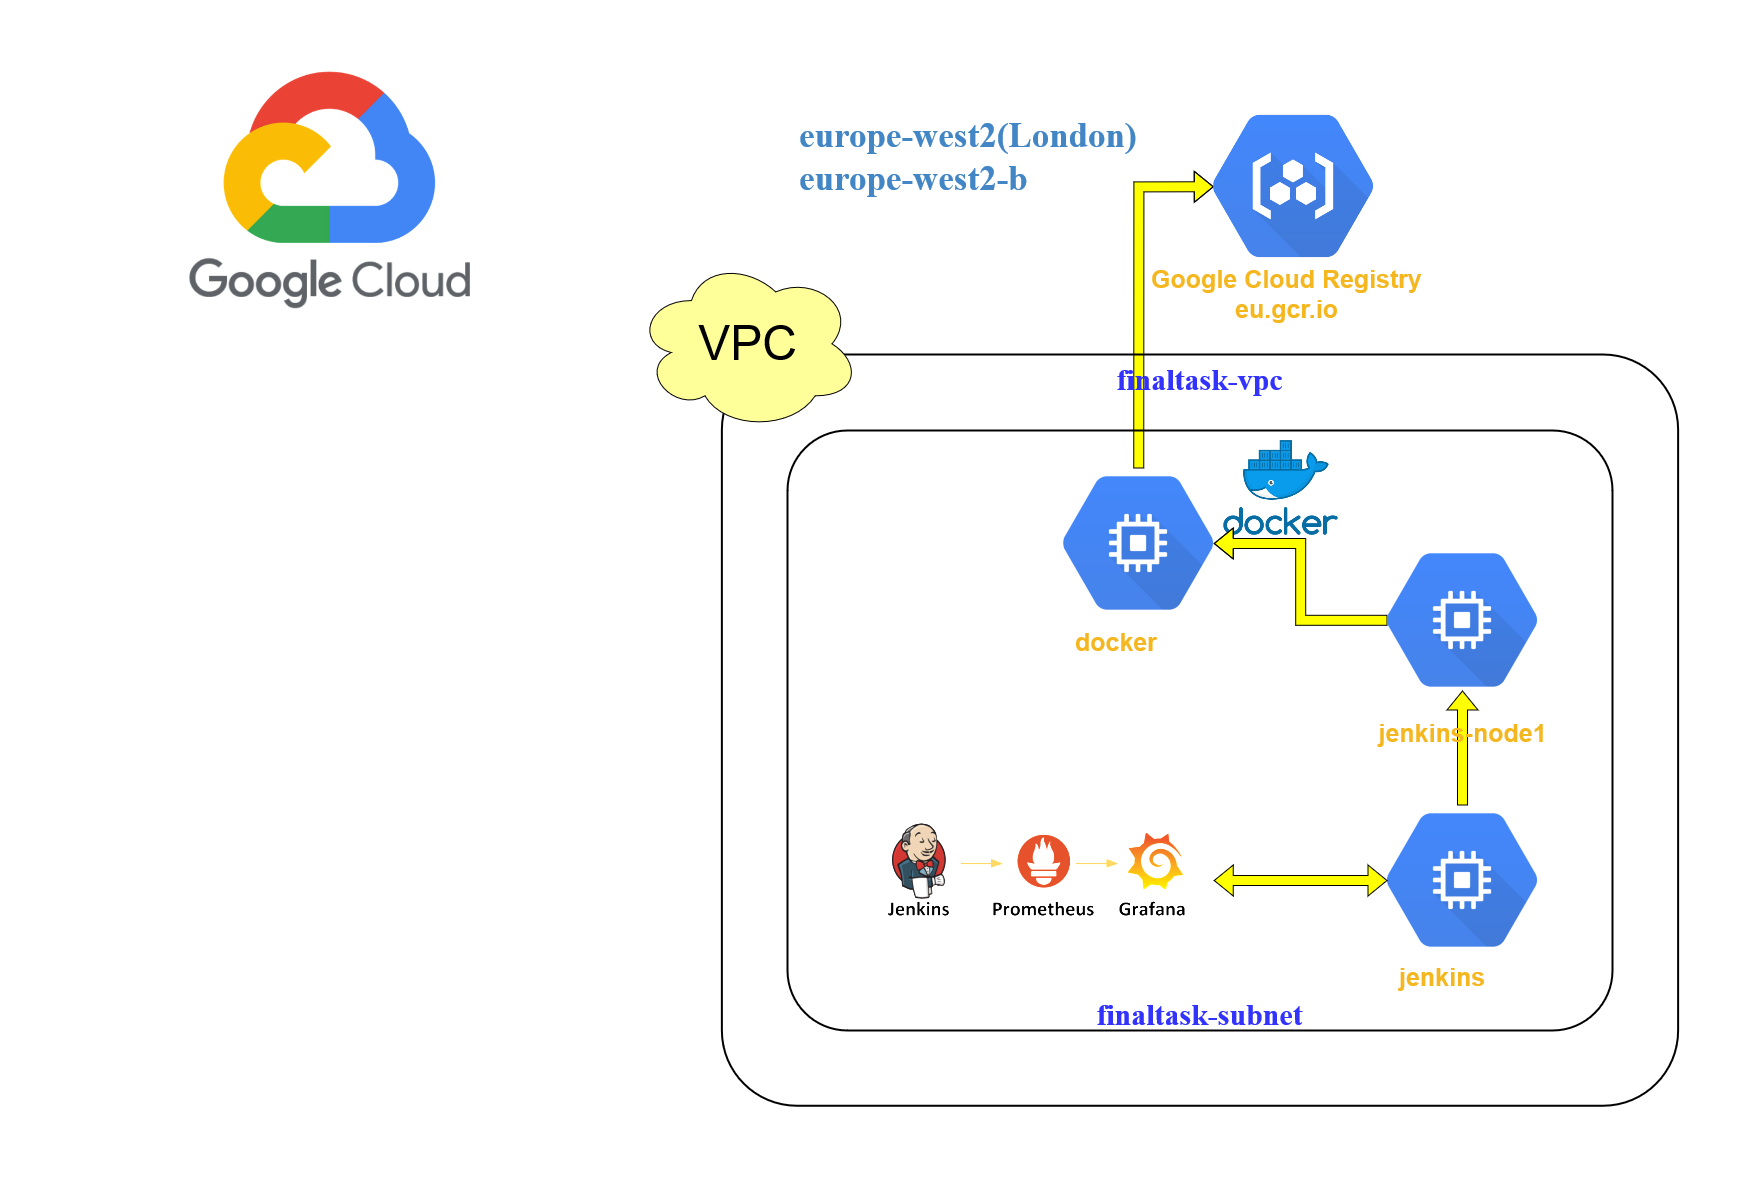 Google Cloud
europe-west2(London)
europe-west2-b
Google Cloud Registry
eu.gcr.io
VPC
finaltask-vpc
docker
docker
jenkins-node1
Jenkins
Prometheus
Grafana
jenkins
finaltask-subnet